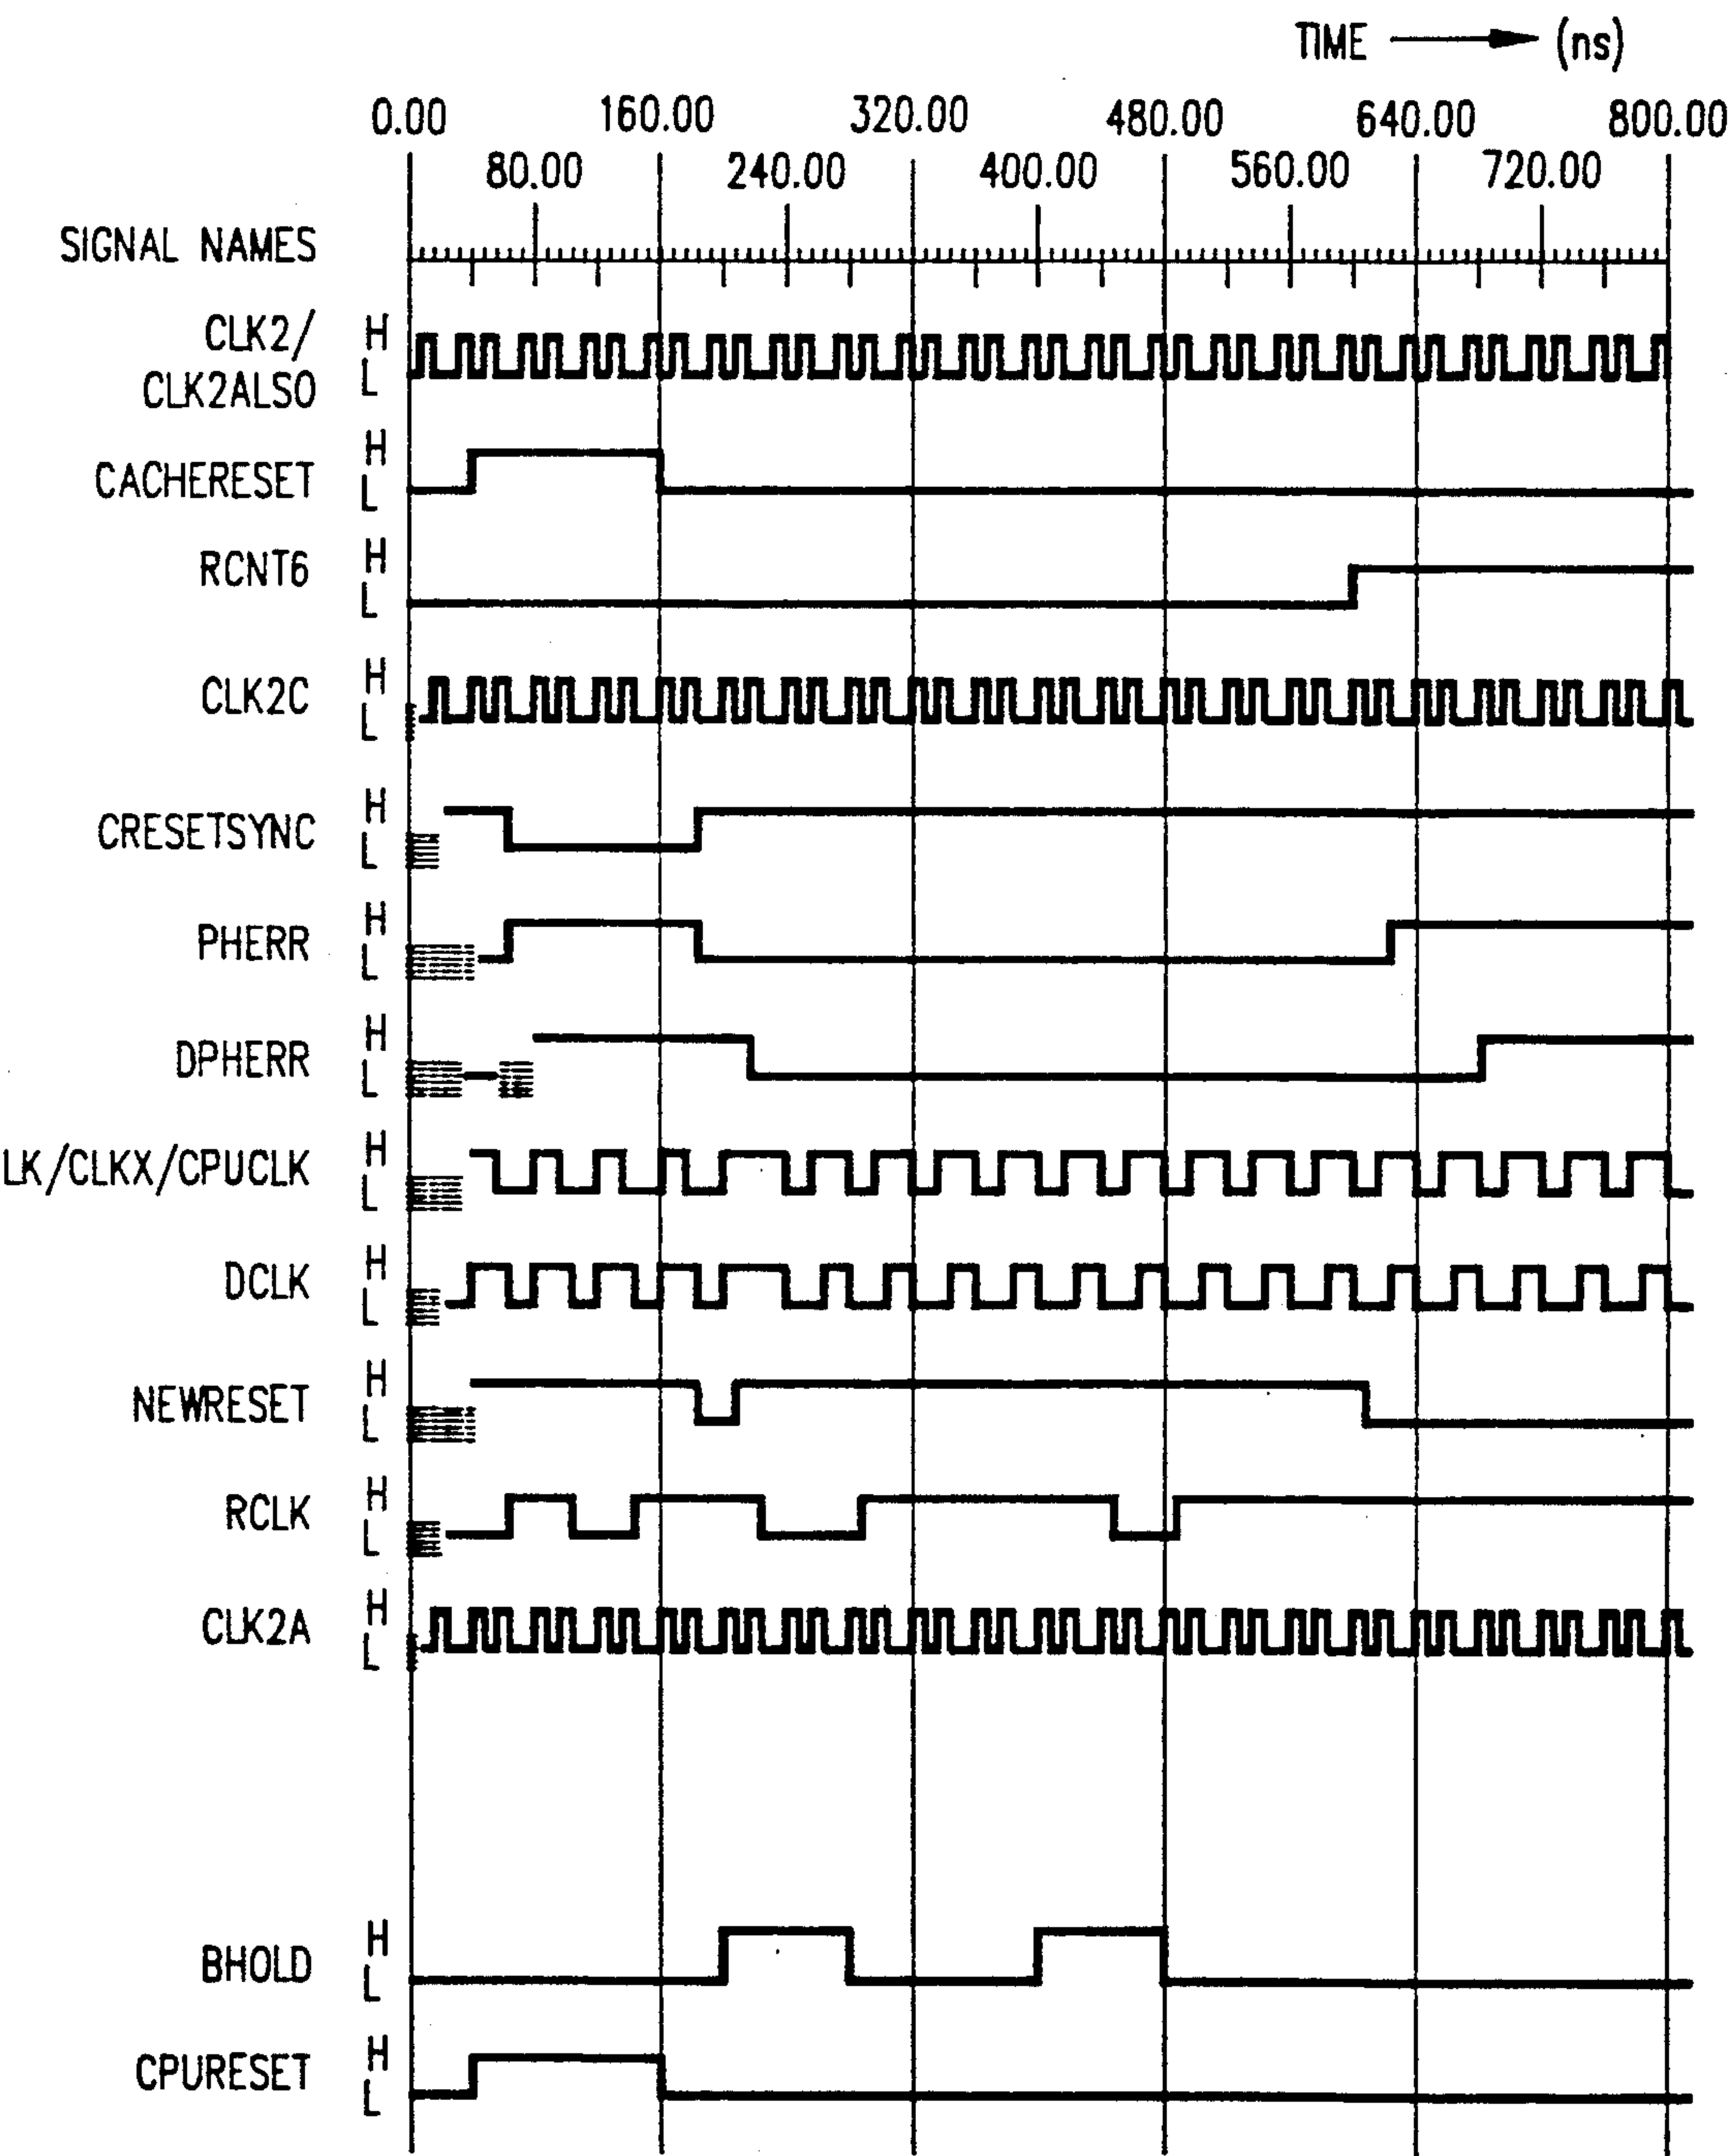 TIME (ns)
0.00 160.00 320.00 480.00 640.00 800.00
80.00 240.00 400.00 560.00 720.00
SIGNAL NAMES
CLK2/ H
CLK2ALSO L
H
CACHERESET L
H
RCNT6 L
H
CLK2C L
H
CRESETSYNC L
H
PHERR L
H
DPHERR L
H
LK/CLKX/CPUCLK L
H
DCLK L
H
NEWRESET L
H
RCLK L
H
CLK2A L
H
BHOLD L
H
CPURESET L